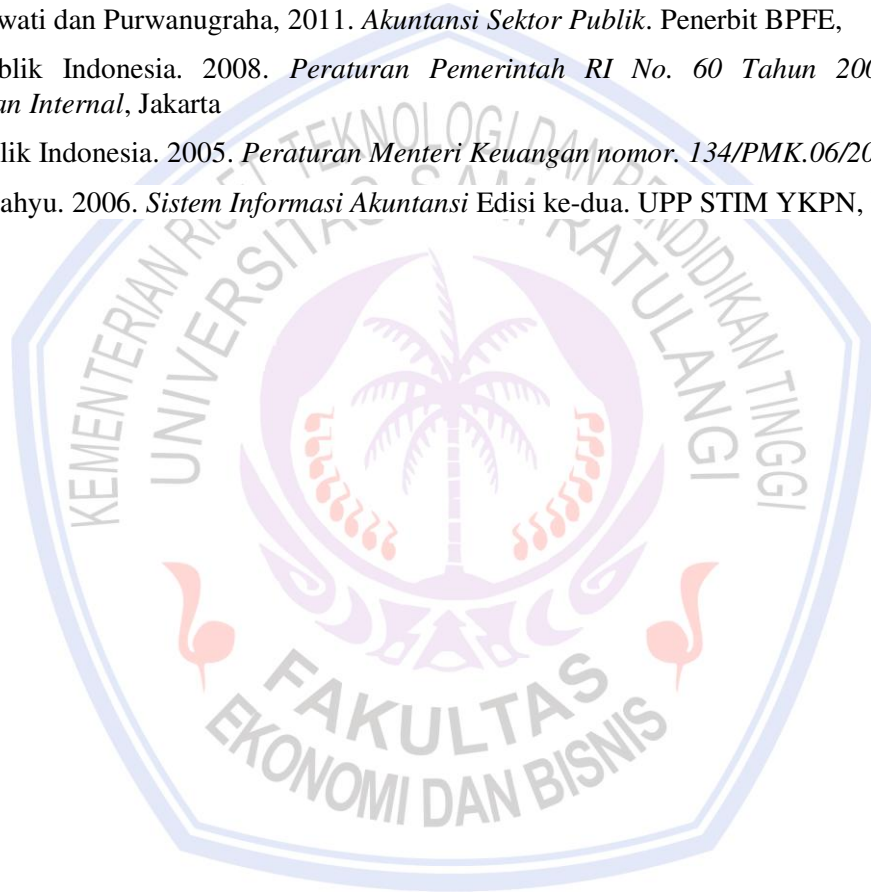 wati dan Purwanugraha, 2011. Akuntansi Sektor Publik. Penerbit BPFE,
blik Indonesia. 2008. Peraturan Pemerintah RI No. 60 Tahun 200
an Internal, Jakarta
lik Indonesia. 2005. Peraturan Menteri Keuangan nomor. 134/PMK.06/20
ahyu. 2006. Sistem Informasi Akuntansi Edisi ke-dua. UPP STIM YKPN,
KEMENTERIAN RISET TEKNOLOGI DAN PENDIDIKAN TINGGI
UNIVERSITAS SAM RATULANGI
FAKULTAS
EKONOMI DAN BISNIS